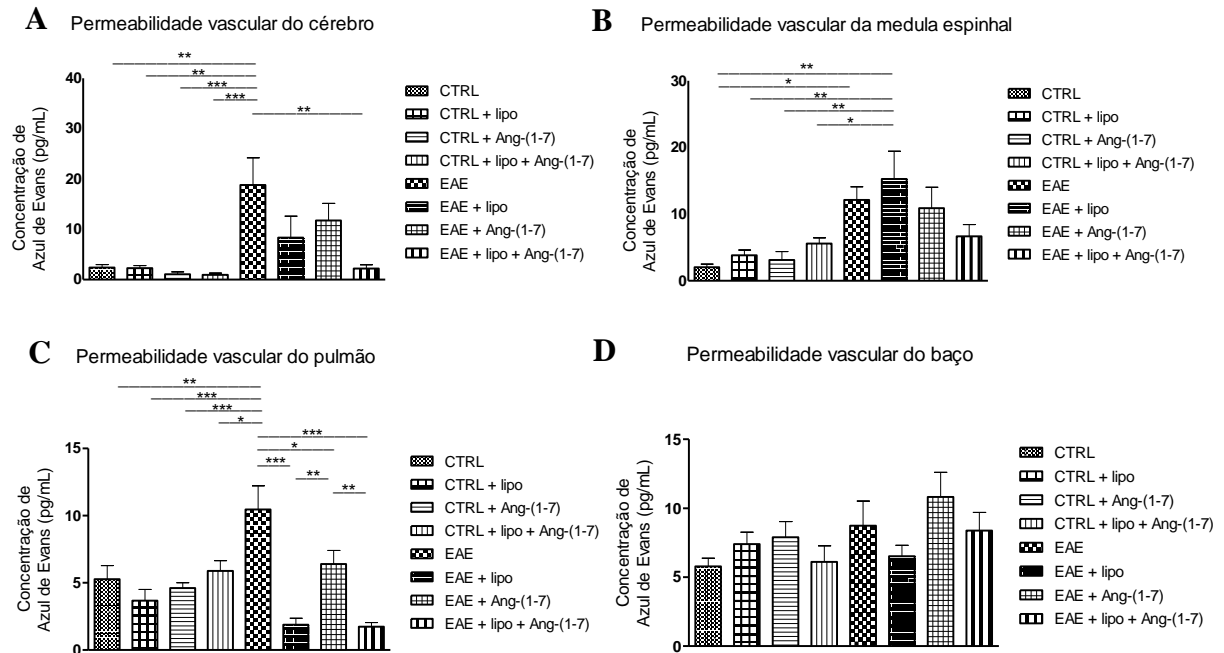 A Permeabilidade vascular do cérebro
**
**
***
***
**
40
30
20
10
0
Concentração de
Azul de Evans (pg/mL)
CTRL
CTRL + lipo
CTRL + Ang-(1-7)
CTRL + lipo + Ang-(1-7)
EAE
EAE + lipo
EAE + Ang-(1-7)
EAE + lipo + Ang-(1-7)
B Permeabilidade vascular da medula espinhal
**
*
**
**
*
30
20
10
0
Concentração de
Azul de Evans (pg/mL)
CTRL
CTRL + lipo
CTRL + Ang-(1-7)
CTRL + lipo + Ang-(1-7)
EAE
EAE + lipo
EAE + Ang-(1-7)
EAE + lipo + Ang-(1-7)
C Permeabilidade vascular do pulmão
**
***
***
*
***
*
***
**
**
15
10
5
0
Concentração de
Azul de Evans (pg/mL)
CTRL
CTRL + lipo
CTRL + Ang-(1-7)
CTRL + lipo + Ang-(1-7)
EAE
EAE + lipo
EAE + Ang-(1-7)
EAE + lipo + Ang-(1-7)
D Permeabilidade vascular do baço
15
10
5
0
Concentração de
Azul de Evans (pg/mL)
CTRL
CTRL + lipo
CTRL + Ang-(1-7)
CTRL + lipo + Ang-(1-7)
EAE
EAE + lipo
EAE + Ang-(1-7)
EAE + lipo + Ang-(1-7)